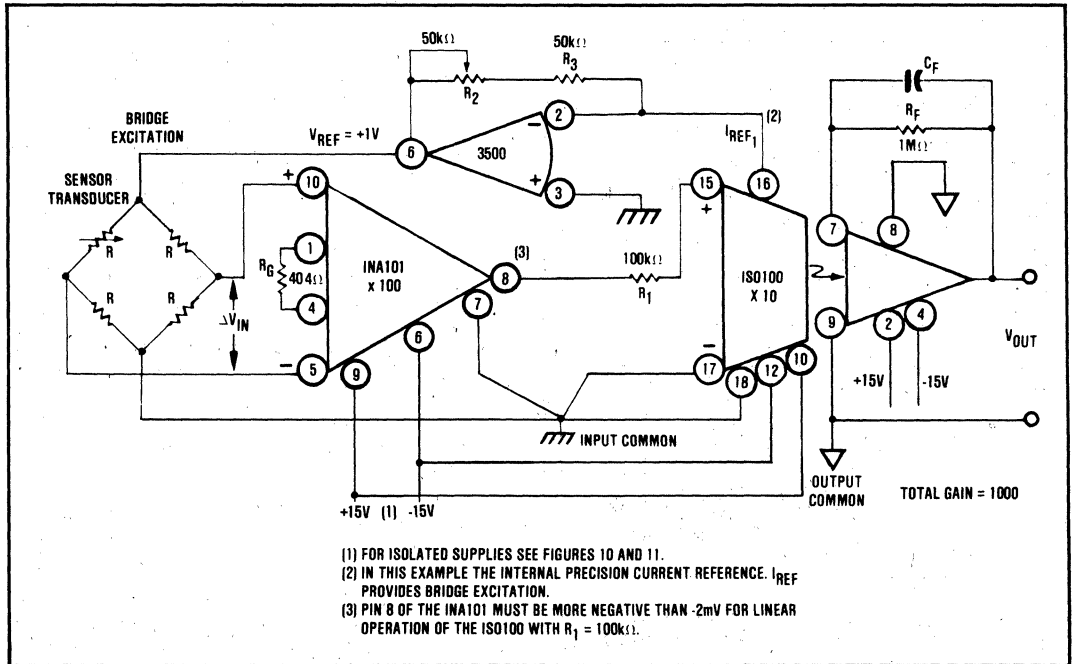 50kΩ
50kΩ
R2
R3
CF
RF
1MΩ
BRIDGE
EXCITATION
VREF = +1V
6
3500
2
−
+
3
IREF1
(2)
SENSOR
TRANSDUCER
R
R
R
R
ΔVIN
+
10
1
RG
404Ω
4
−
5
INA101
x 100
9
6
7
8
(3)
100kΩ
R1
15
16
+
ISO100
X 10
−
17
18
12
10
7
8
9
2
4
+15V
-15V
VOUT
INPUT COMMON
OUTPUT
COMMON
TOTAL GAIN = 1000
+15V (1) -15V
(1) FOR ISOLATED SUPPLIES SEE FIGURES 10 AND 11.
(2) IN THIS EXAMPLE THE INTERNAL PRECISION CURRENT REFERENCE. IREF
PROVIDES BRIDGE EXCITATION.
(3) PIN 8 OF THE INA101 MUST BE MORE NEGATIVE THAN -2mV FOR LINEAR
OPERATION OF THE ISO100 WITH R1 = 100kΩ.